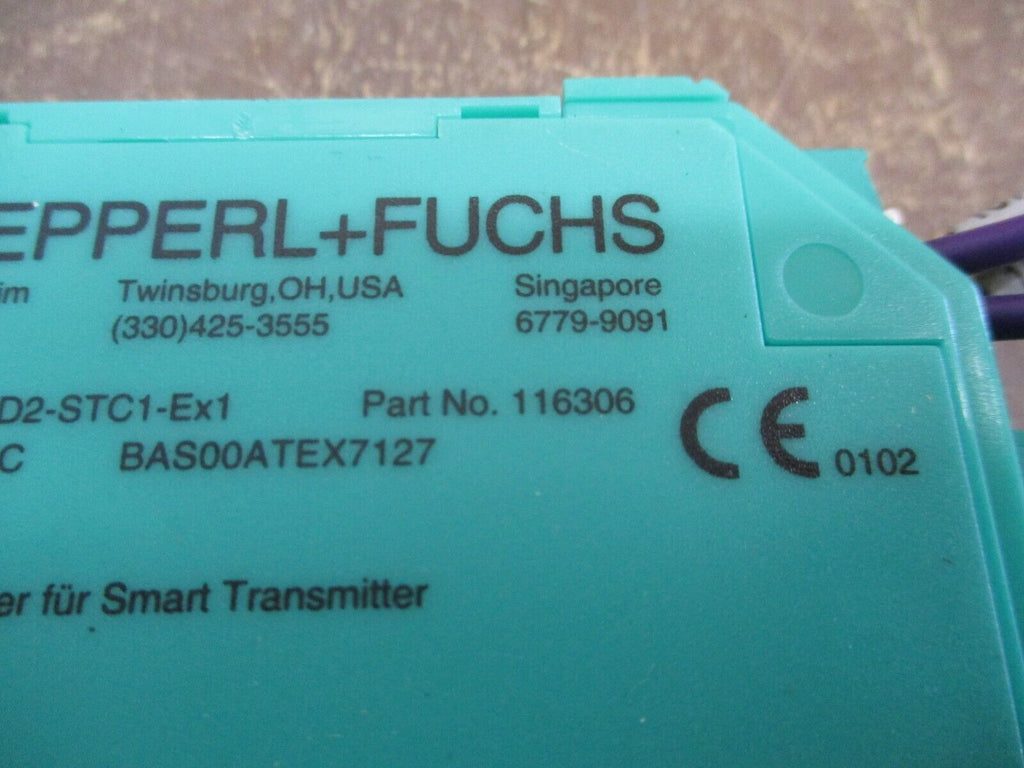 EPPERL+FUCHS
im Twinsburg,OH,USA Singapore
(330)425-3555 6779-9091
D2-STC1-Ex1 Part No. 116306
C BAS00ATEX7127
CE 0102
er für Smart Transmitter